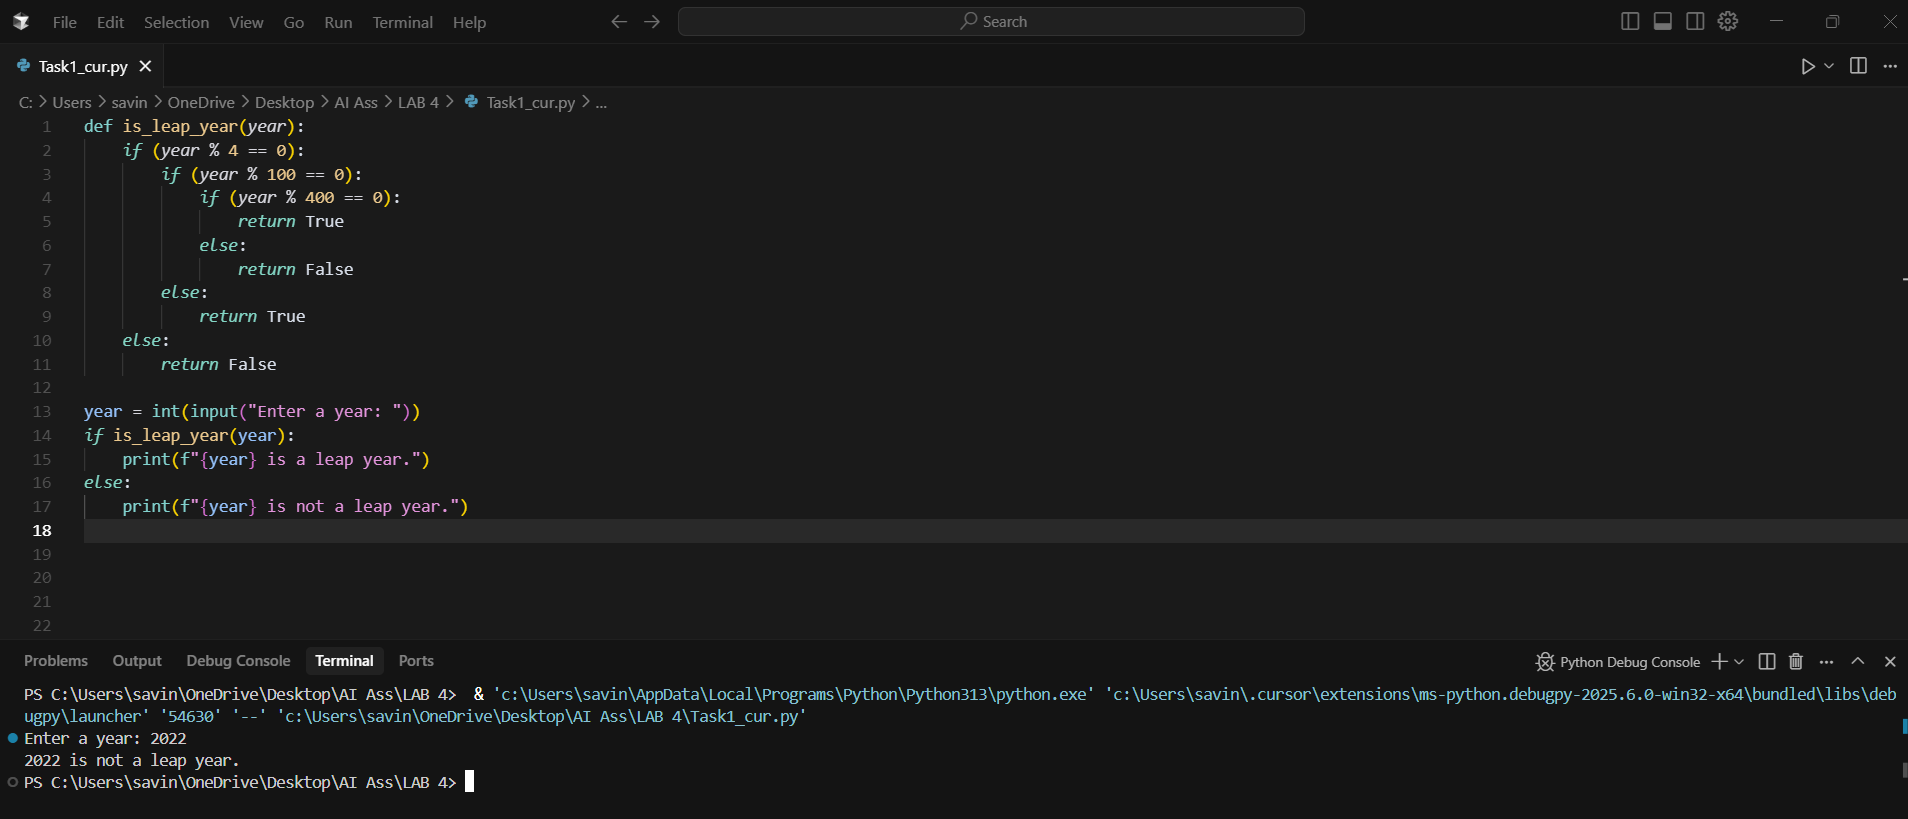 File Edit Selection View Go Run Terminal Help Search
Task1_cur.py
C: > Users > savin > OneDrive > Desktop > AI Ass > LAB 4 > Task1_cur.py > ...
1 def is_leap_year(year):
2     if (year % 4 == 0):
3         if (year % 100 == 0):
4             if (year % 400 == 0):
5                 return True
6             else:
7                 return False
8         else:
9             return True
10     else:
11         return False
12
13 year = int(input("Enter a year: "))
14 if is_leap_year(year):
15     print(f"{year} is a leap year.")
16 else:
17     print(f"{year} is not a leap year.")
18
19
20
21
22
Problems Output Debug Console Terminal Ports Python Debug Console
PS C:\Users\savin\OneDrive\Desktop\AI Ass\LAB 4>  & 'c:\Users\savin\AppData\Local\Programs\Python\Python313\python.exe' 'c:\Users\savin\.cursor\extensions\ms-python.debugpy-2025.6.0-win32-x64\bundled\libs\deb
ugpy\launcher' '54630' '--' 'c:\Users\savin\OneDrive\Desktop\AI Ass\LAB 4\Task1_cur.py'
Enter a year: 2022
2022 is not a leap year.
PS C:\Users\savin\OneDrive\Desktop\AI Ass\LAB 4>